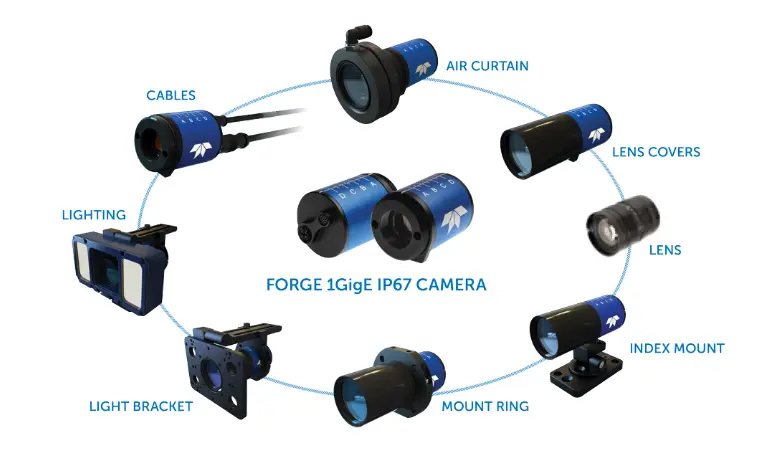 AIR CURTAIN
CABLES
A B C D
LENS COVERS
D C B A
A B C D
LIGHTING
LENS
FORGE 1GigE IP67 CAMERA
INDEX MOUNT
LIGHT BRACKET
MOUNT RING